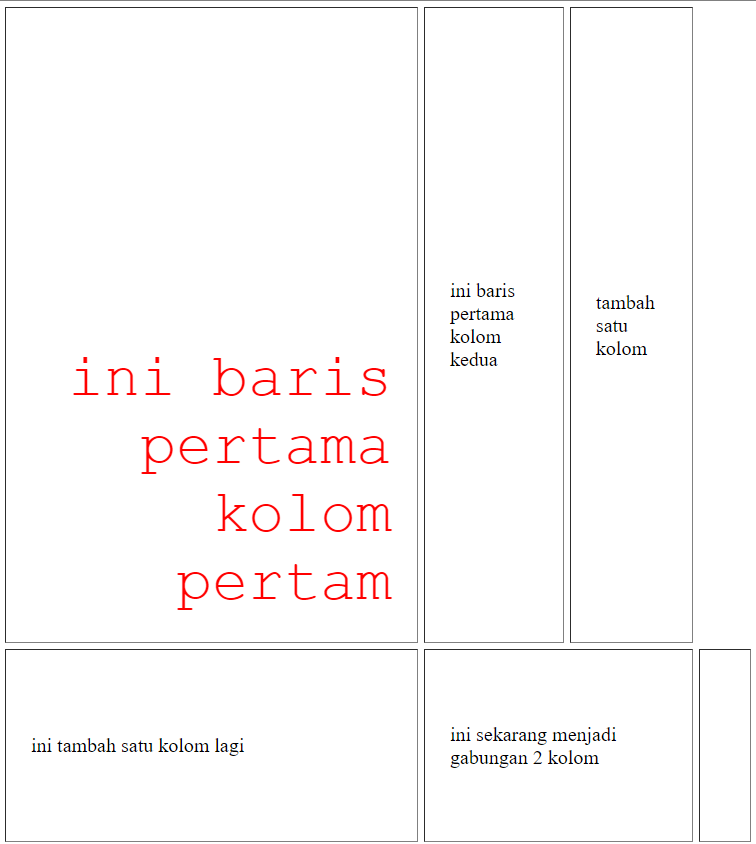 ini baris
pertama
kolom
pertam
ini baris
pertama
kolom
kedua
tambah
satu
kolom
ini tambah satu kolom lagi
ini sekarang menjadi
gabungan 2 kolom